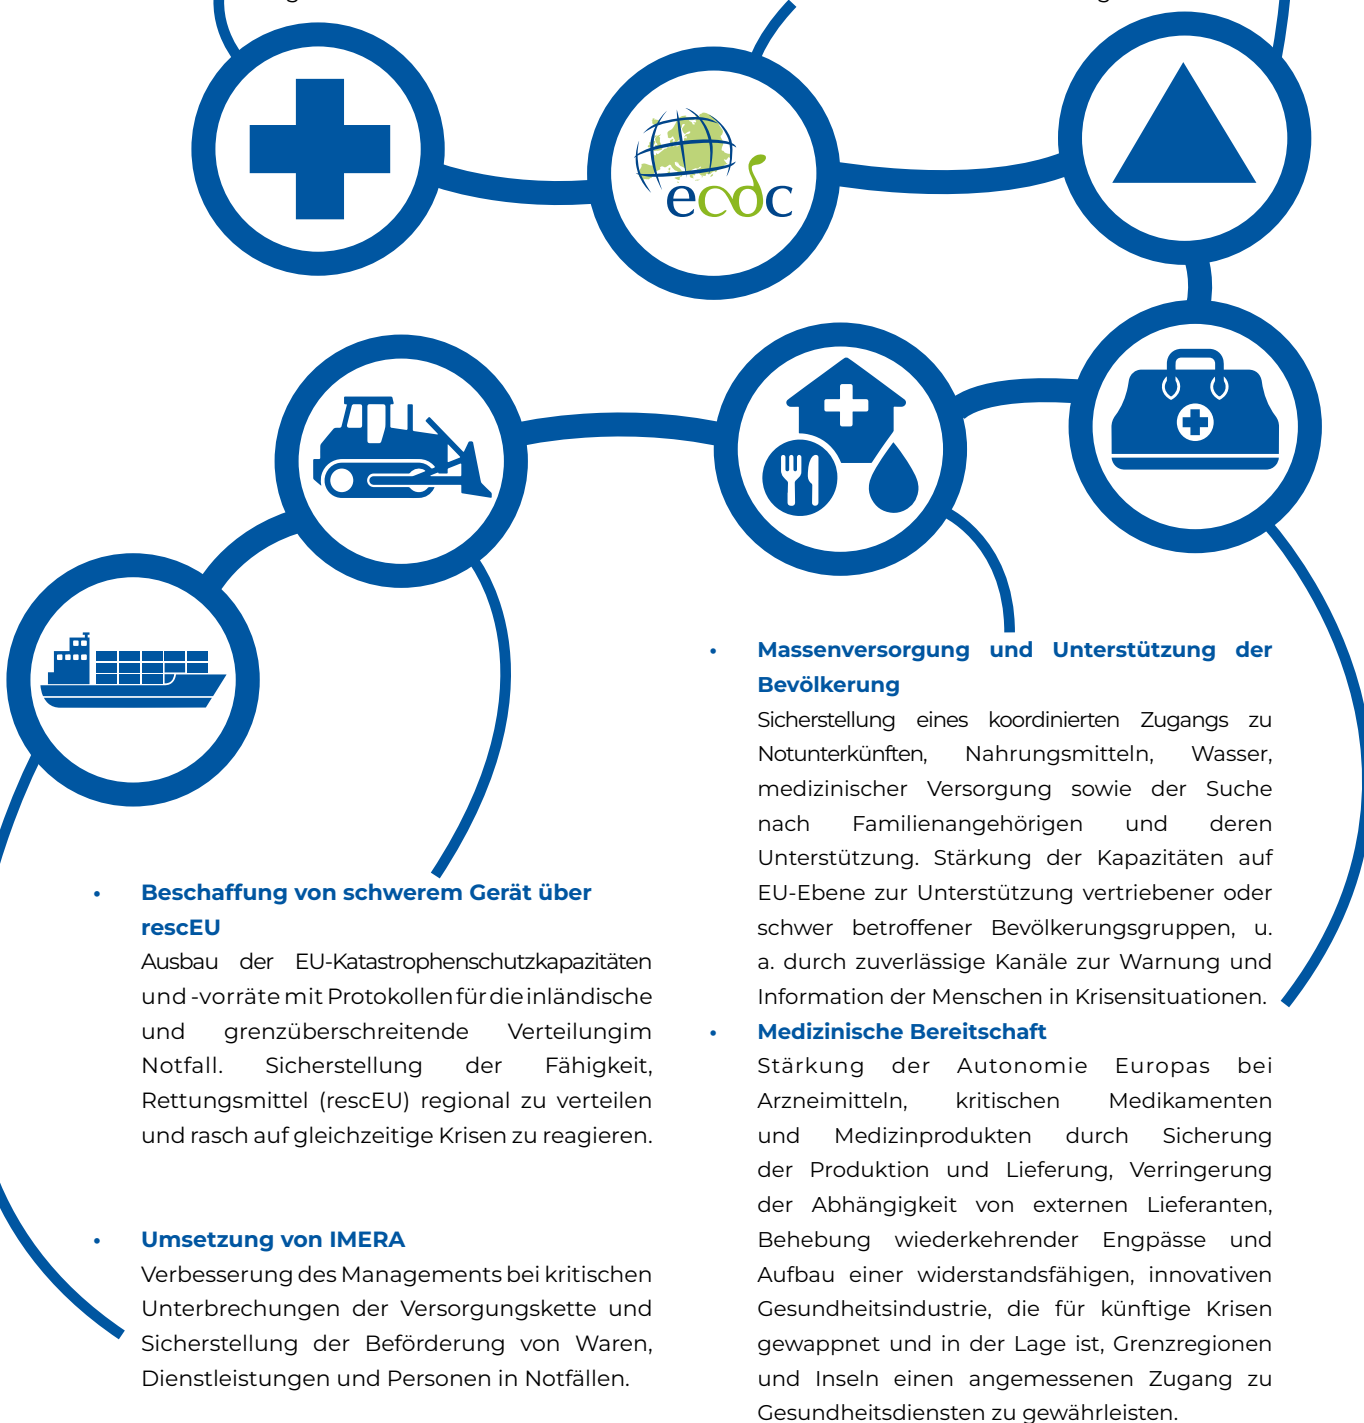 ecdc
• Beschaffung von schwerem Gerät über
rescEU
Ausbau der EU-Katastrophenschutzkapazitäten
und -vorräte mit Protokollen für die inländische
und grenzüberschreitende Verteilungim
Notfall. Sicherstellung der Fähigkeit,
Rettungsmittel (rescEU) regional zu verteilen
und rasch auf gleichzeitige Krisen zu reagieren.
• Umsetzung von IMERA
Verbesserung des Managements bei kritischen
Unterbrechungen der Versorgungskette und
Sicherstellung der Beförderung von Waren,
Dienstleistungen und Personen in Notfällen.
• Massenversorgung und Unterstützung der
Bevölkerung
Sicherstellung eines koordinierten Zugangs zu
Notunterkünften, Nahrungsmitteln, Wasser,
medizinischer Versorgung sowie der Suche
nach Familienangehörigen und deren
Unterstützung. Stärkung der Kapazitäten auf
EU-Ebene zur Unterstützung vertriebener oder
schwer betroffener Bevölkerungsgruppen, u.
a. durch zuverlässige Kanäle zur Warnung und
Information der Menschen in Krisensituationen.
• Medizinische Bereitschaft
Stärkung der Autonomie Europas bei
Arzneimitteln, kritischen Medikamenten
und Medizinprodukten durch Sicherung
der Produktion und Lieferung, Verringerung
der Abhängigkeit von externen Lieferanten,
Behebung wiederkehrender Engpässe und
Aufbau einer widerstandsfähigen, innovativen
Gesundheitsindustrie, die für künftige Krisen
gewappnet und in der Lage ist, Grenzregionen
und Inseln einen angemessenen Zugang zu
Gesundheitsdiensten zu gewährleisten.